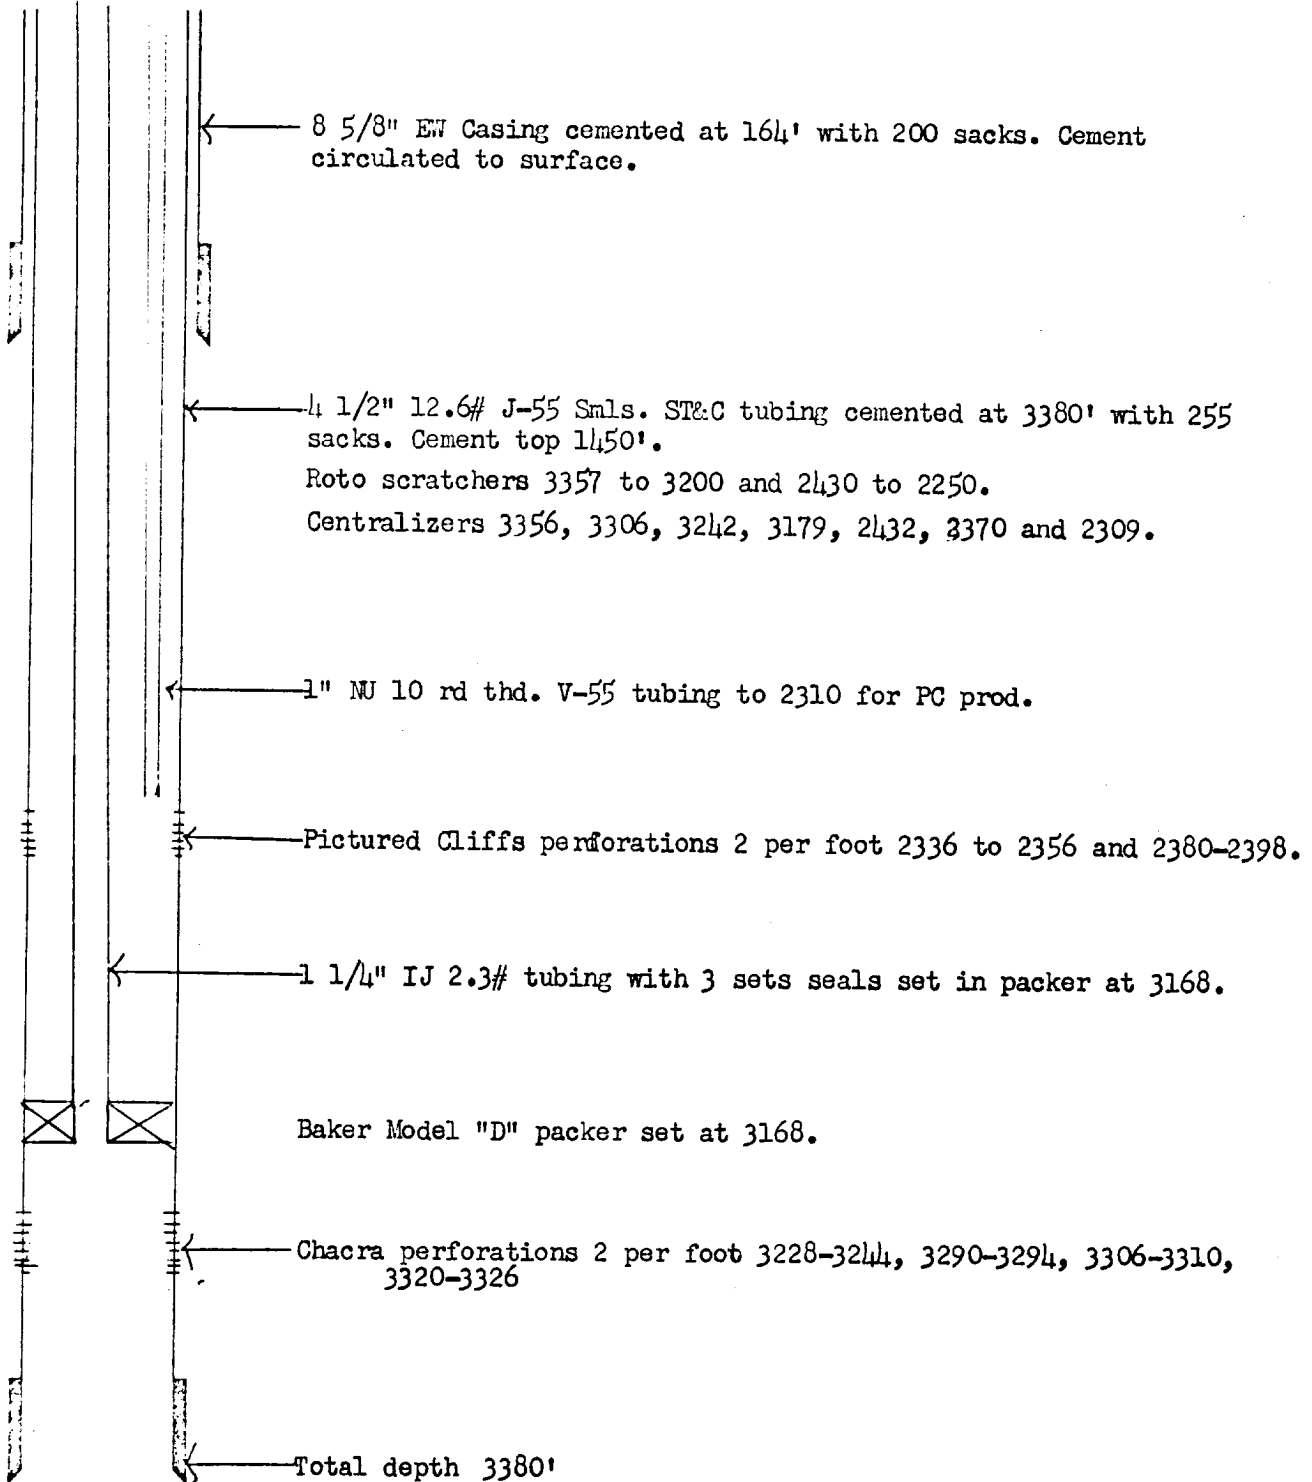 8 5/8" EW Casing cemented at 164' with 200 sacks. Cement
circulated to surface.
4 1/2" 12.6# J-55 Smls. ST&C tubing cemented at 3380' with 255
sacks. Cement top 1450'.
Roto scratchers 3357 to 3200 and 2430 to 2250.
Centralizers 3356, 3306, 3242, 3179, 2432, 2370 and 2309.
1" NU 10 rd thd. V-55 tubing to 2310 for PC prod.
Pictured Cliffs perforations 2 per foot 2336 to 2356 and 2380-2398.
1 1/4" IJ 2.3# tubing with 3 sets seals set in packer at 3168.
Baker Model "D" packer set at 3168.
Chacra perforations 2 per foot 3228-3244, 3290-3294, 3306-3310,
3320-3326
Total depth 3380'